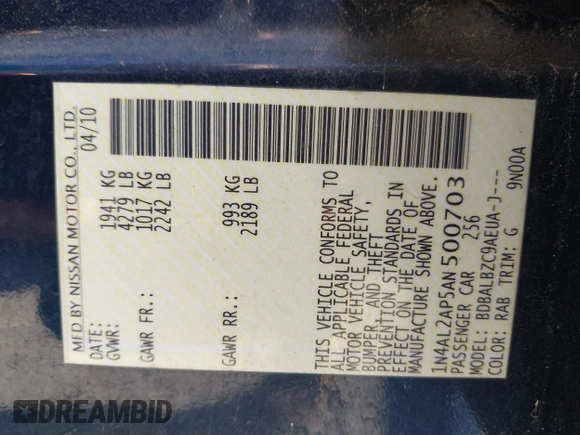 MFD BY NISSAN MOTOR CO., LTD.
DATE: 04/10
GVWR: 1941 KG
4279 LB
GAWR FR.: 1017 KG
2242 LB
GAWR RR.: 993 KG
2189 LB
THIS VEHICLE CONFORMS TO
ALL APPLICABLE FEDERAL
MOTOR VEHICLE SAFETY,
BUMPER, AND THEFT
PREVENTION STANDARDS IN
EFFECT ON THE DATE OF
MANUFACTURE SHOWN ABOVE.
1N4AL2AP5AN500703
PASSENGER CAR 256
MODEL: BDBALBZC9AEUA-J---
COLOR: RAB TRIM: G 9N00A
DREAMBID